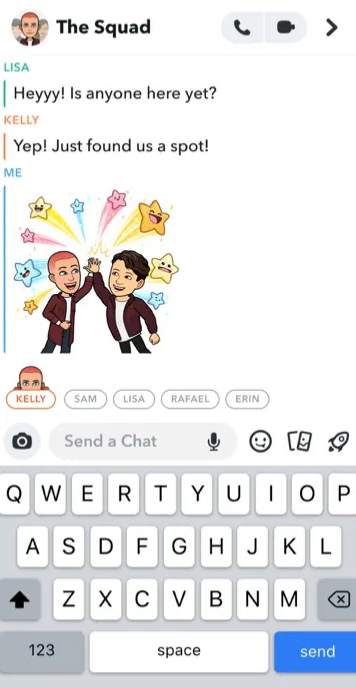 The Squad
LISA
Heyyy! Is anyone here yet?
KELLY
Yep! Just found us a spot!
ME
KELLY SAM LISA RAFAEL ERIN
Send a Chat
Q W E R T Y U I O P
A S D F G H J K L
Z X C V B N M
123 space send